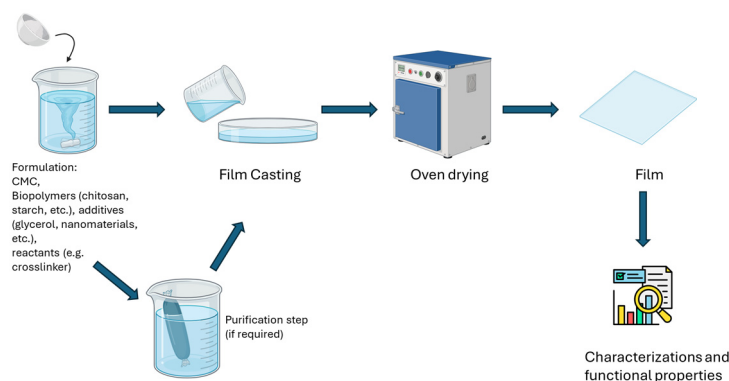 Formulation:
CMC,
Biopolymers (chitosan,
starch, etc.), additives
(glycerol, nanomaterials,
etc.),
reactants (e.g.
crosslinker)
Film Casting
Oven drying
Film
Purification step
(if required)
Characterizations and
functional properties